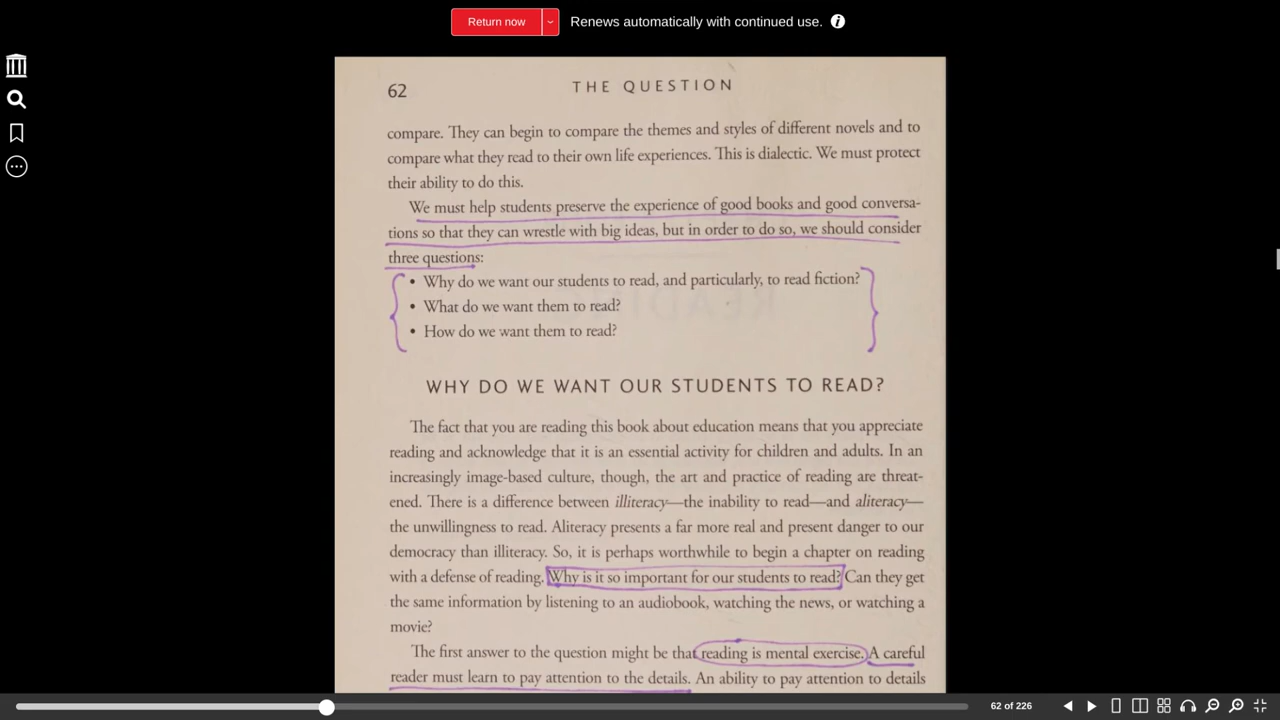 Return now
Renews automatically with continued use.
62
THE QUESTION
compare. They can begin to compare the themes and styles of different novels and to
compare what they read to their own life experiences. This is dialectic. We must protect
their ability to do this.
We must help students preserve the experience of good books and good conversa-
tions so that they can wrestle with big ideas, but in order to do so, we should consider
three questions:
• Why do we want our students to read, and particularly, to read fiction?
• What do we want them to read?
• How do we want them to read?
WHY DO WE WANT OUR STUDENTS TO READ?
The fact that you are reading this book about education means that you appreciate
reading and acknowledge that it is an essential activity for children and adults. In an
increasingly image-based culture, though, the art and practice of reading are threat-
ened. There is a difference between illiteracy—the inability to read—and aliteracy—
the unwillingness to read. Aliteracy presents a far more real and present danger to our
democracy than illiteracy. So, it is perhaps worthwhile to begin a chapter on reading
with a defense of reading. Why is it so important for our students to read? Can they get
the same information by listening to an audiobook, watching the news, or watching a
movie?
The first answer to the question might be that reading is mental exercise. A careful
reader must learn to pay attention to the details. An ability to pay attention to details
62 of 226